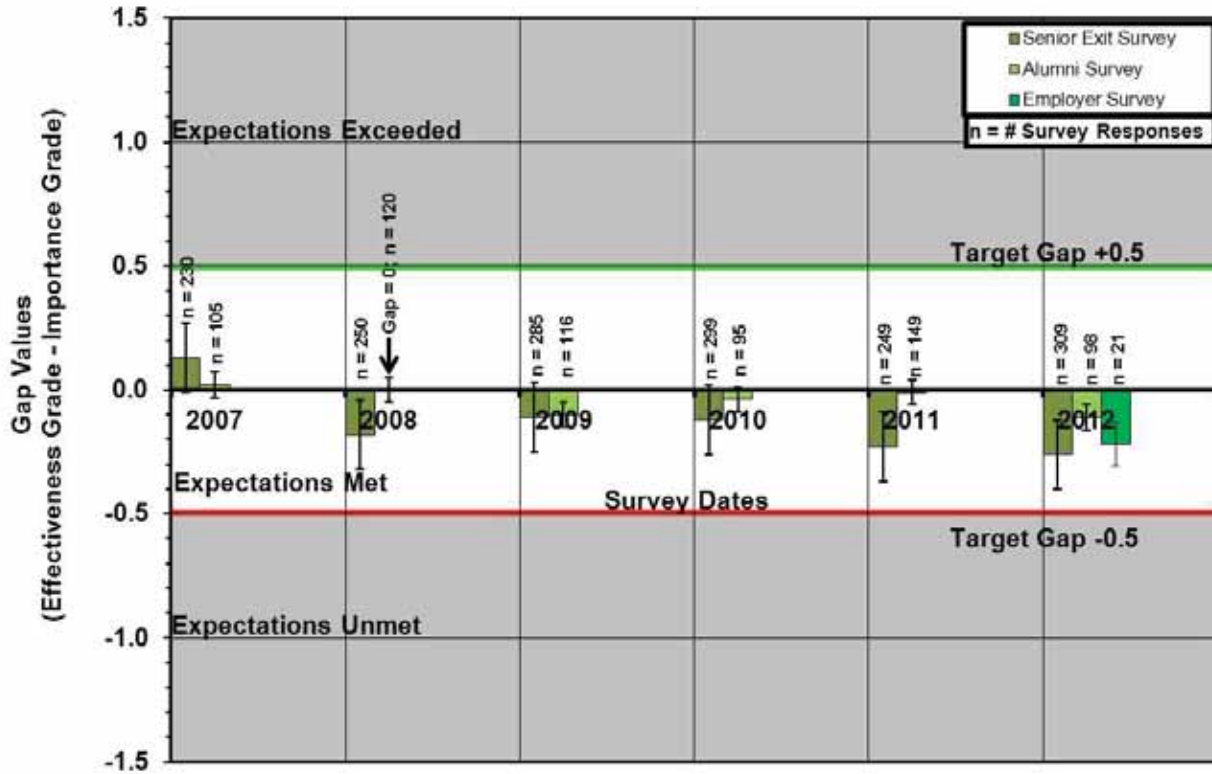 Gap Values
(Effectiveness Grade - Importance Grade)
1.5
1.0
0.5
0.0
-0.5
-1.0
-1.5
Senior Exit Survey
Alumni Survey
Employer Survey
n = # Survey Responses
Expectations Exceeded
Target Gap +0.5
n = 230
n = 105
n = 250
Gap = 0; n = 120
n = 285
n = 116
n = 299
n = 95
n = 249
n = 149
n = 309
n = 98
n = 21
2007
2008
2009
2010
2011
2012
Expectations Met
Survey Dates
Target Gap -0.5
Expectations Unmet